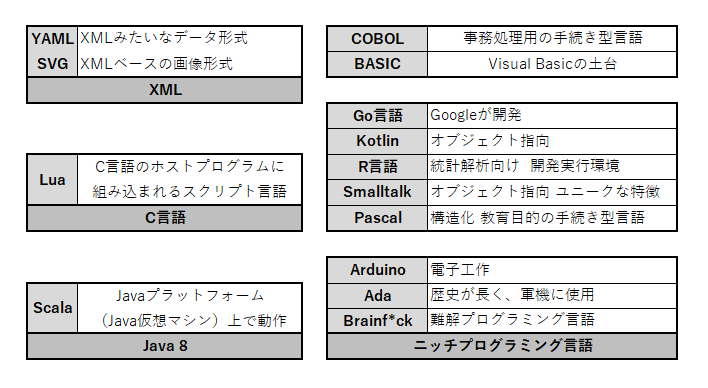 YAML XMLみたいなデータ形式
SVG XMLベースの画像形式
XML
Lua C言語のホストプログラムに
組み込まれるスクリプト言語
C言語
Scala Javaプラットフォーム
（Java仮想マシン）上で動作
Java 8
COBOL 事務処理用の手続き型言語
BASIC Visual Basicの土台
Go言語 Googleが開発
Kotlin オブジェクト指向
R言語 統計解析向け 開発実行環境
Smalltalk オブジェクト指向 ユニークな特徴
Pascal 構造化 教育目的の手続き型言語
Arduino 電子工作
Ada 歴史が長く、軍機に使用
Brainf*ck 難解プログラミング言語
ニッチプログラミング言語